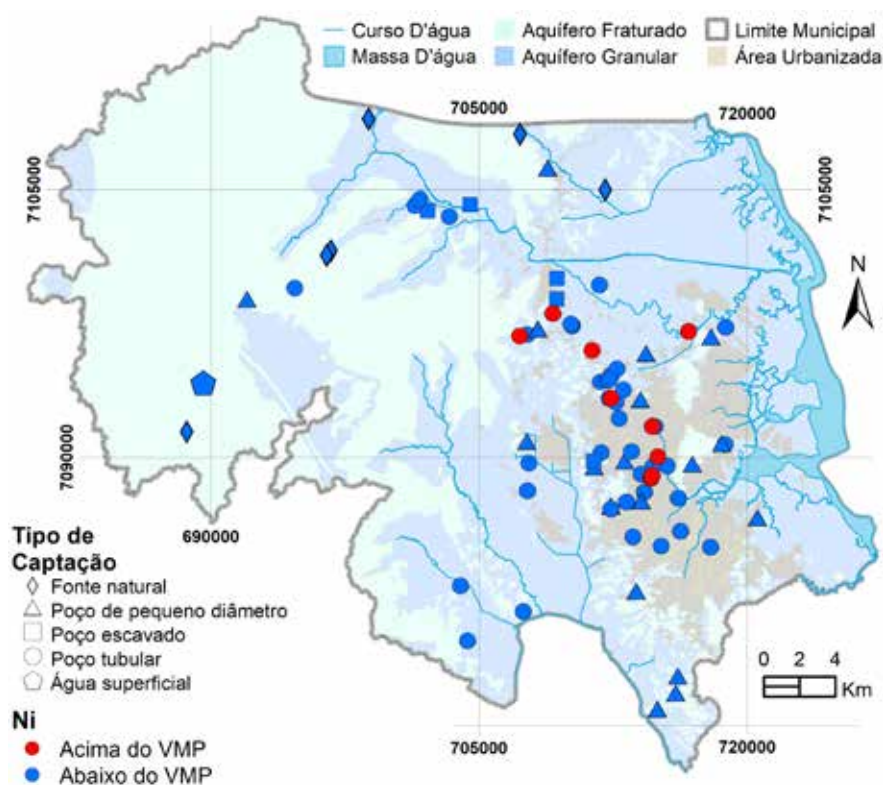 Curso D'água
Massa D'água
Aquífero Fraturado
Aquífero Granular
Limite Municipal
Área Urbanizada
705000
720000
7105000
7105000
N
7090000
7090000
690000
Tipo de
Captação
Fonte natural
Poço de pequeno diâmetro
Poço escavado
Poço tubular
Água superficial
0 2 4
Km
Ni
Acima do VMP
Abaixo do VMP
705000
720000